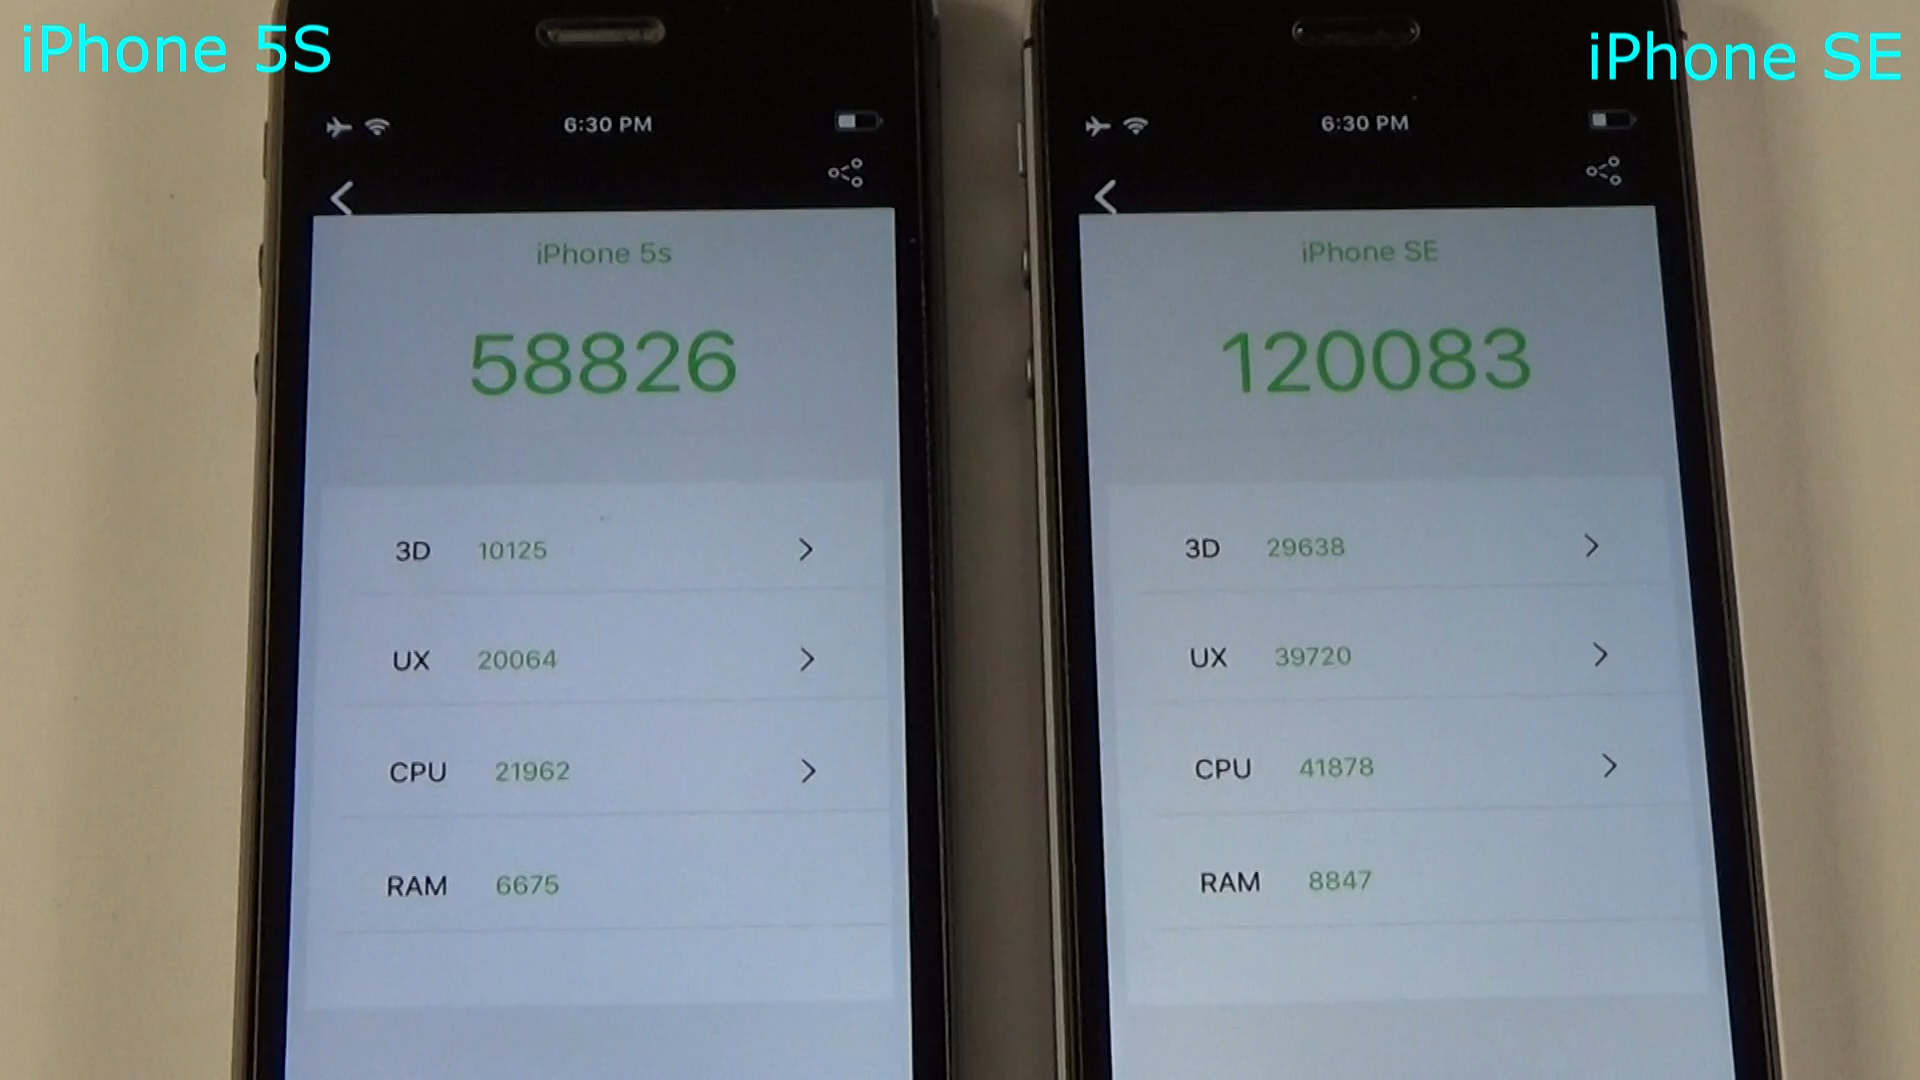 iPhone 5S
iPhone SE
6:30 PM
iPhone 5s
58826
3D 10125
UX 20064
CPU 21962
RAM 6675
6:30 PM
iPhone SE
120083
3D 29638
UX 39720
CPU 41878
RAM 8847